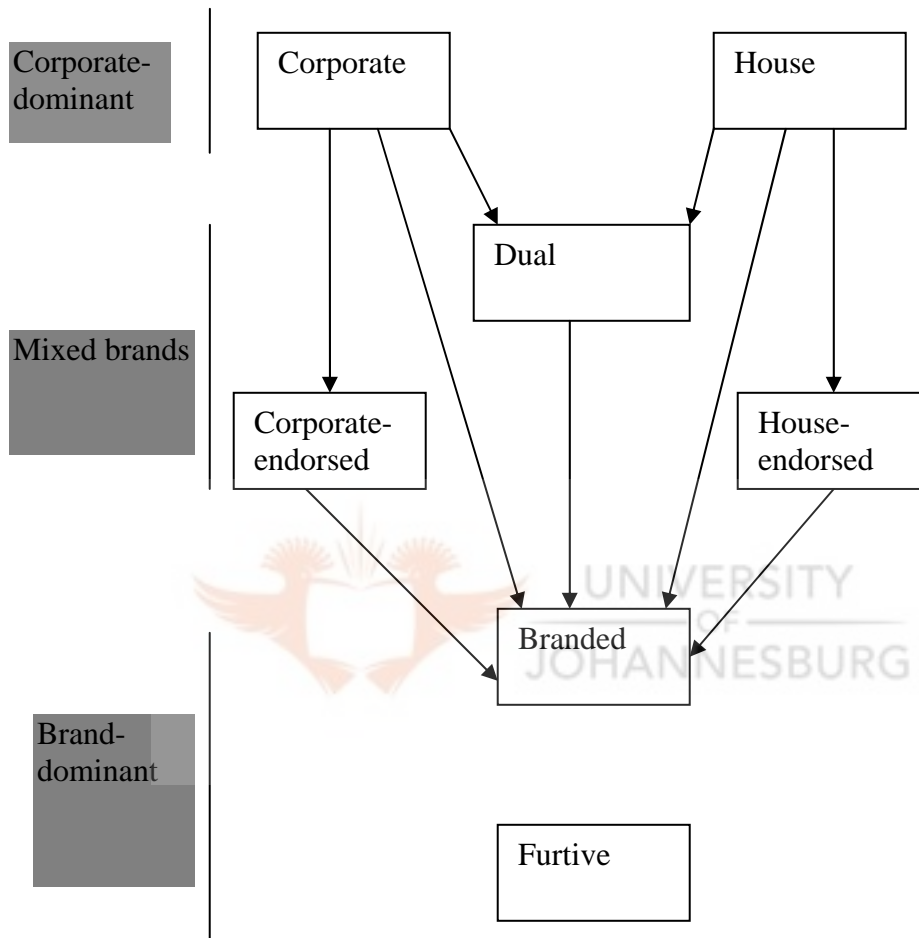 Corporate-
dominant
Corporate
House
Dual
Mixed brands
Corporate-
endorsed
House-
endorsed
UNIVERSITY
OF
JOHANNESBURG
Branded
Brand-
dominant
Furtive